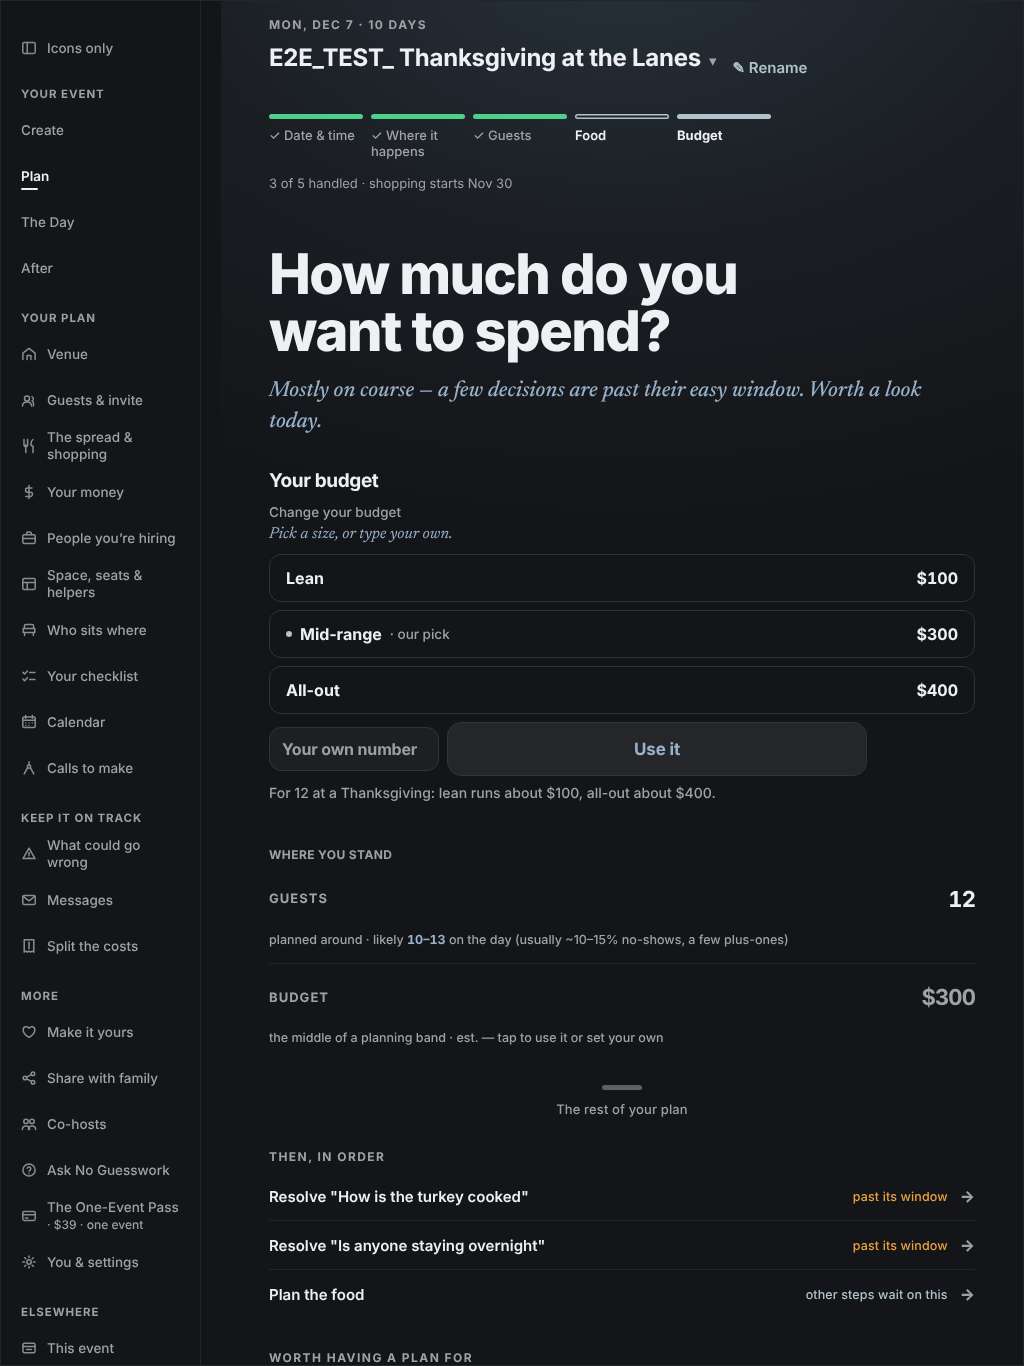 Icons only
YOUR EVENT
Create
Plan
The Day
After
YOUR PLAN
Venue
Guests & invite
The spread &
shopping
Your money
People you're hiring
Space, seats &
helpers
Who sits where
Your checklist
Calendar
Calls to make
KEEP IT ON TRACK
What could go
wrong
Messages
Split the costs
MORE
Make it yours
Share with family
Co-hosts
Ask No Guesswork
The One-Event Pass
· $39 · one event
You & settings
ELSEWHERE
This event
MON, DEC 7 · 10 DAYS
E2E_TEST_ Thanksgiving at the Lanes ▾ ✎ Rename
✓ Date & time
✓ Where it
happens
✓ Guests
Food
Budget
3 of 5 handled · shopping starts Nov 30
How much do you
want to spend?
Mostly on course — a few decisions are past their easy window. Worth a look
today.
Your budget
Change your budget
Pick a size, or type your own.
Lean $100
Mid-range · our pick $300
All-out $400
Your own number Use it
For 12 at a Thanksgiving: lean runs about $100, all-out about $400.
WHERE YOU STAND
GUESTS 12
planned around · likely 10–13 on the day (usually ~10–15% no-shows, a few plus-ones)
BUDGET $300
the middle of a planning band · est. — tap to use it or set your own
The rest of your plan
THEN, IN ORDER
Resolve "How is the turkey cooked" past its window →
Resolve "Is anyone staying overnight" past its window →
Plan the food other steps wait on this →
WORTH HAVING A PLAN FOR